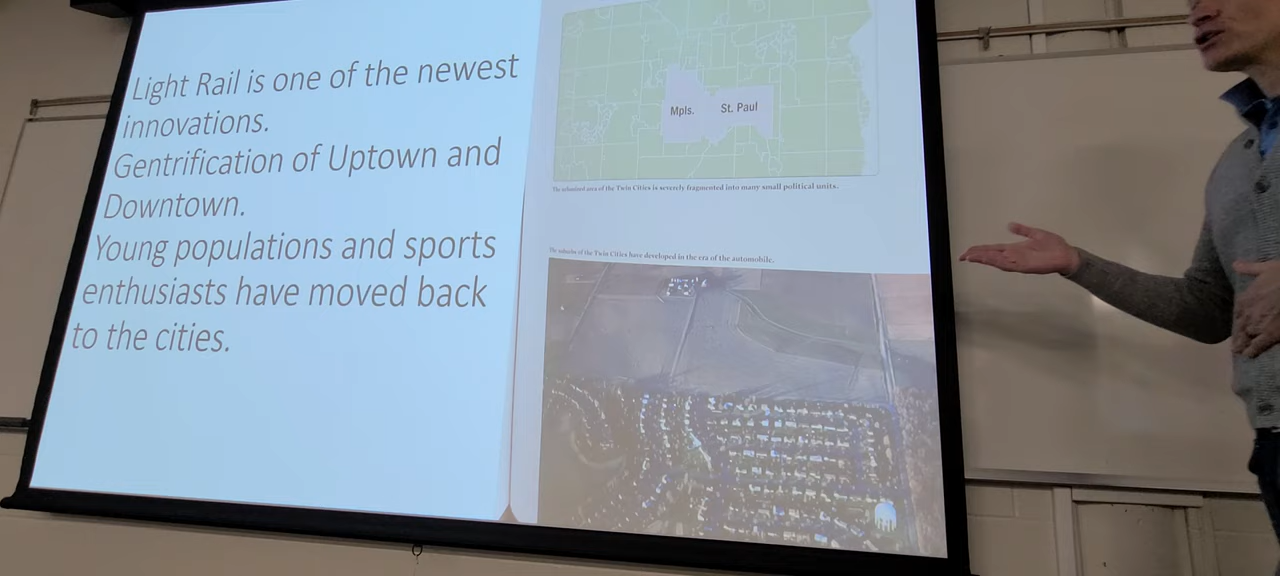 Light Rail is one of the newest
innovations.
Gentrification of Uptown and
Downtown.
Young populations and sports
enthusiasts have moved back
to the cities.
Mpls. St. Paul
The urbanized area of the Twin Cities is severely fragmented into many small political units.
The suburbs of the Twin Cities have developed in the era of the automobile.